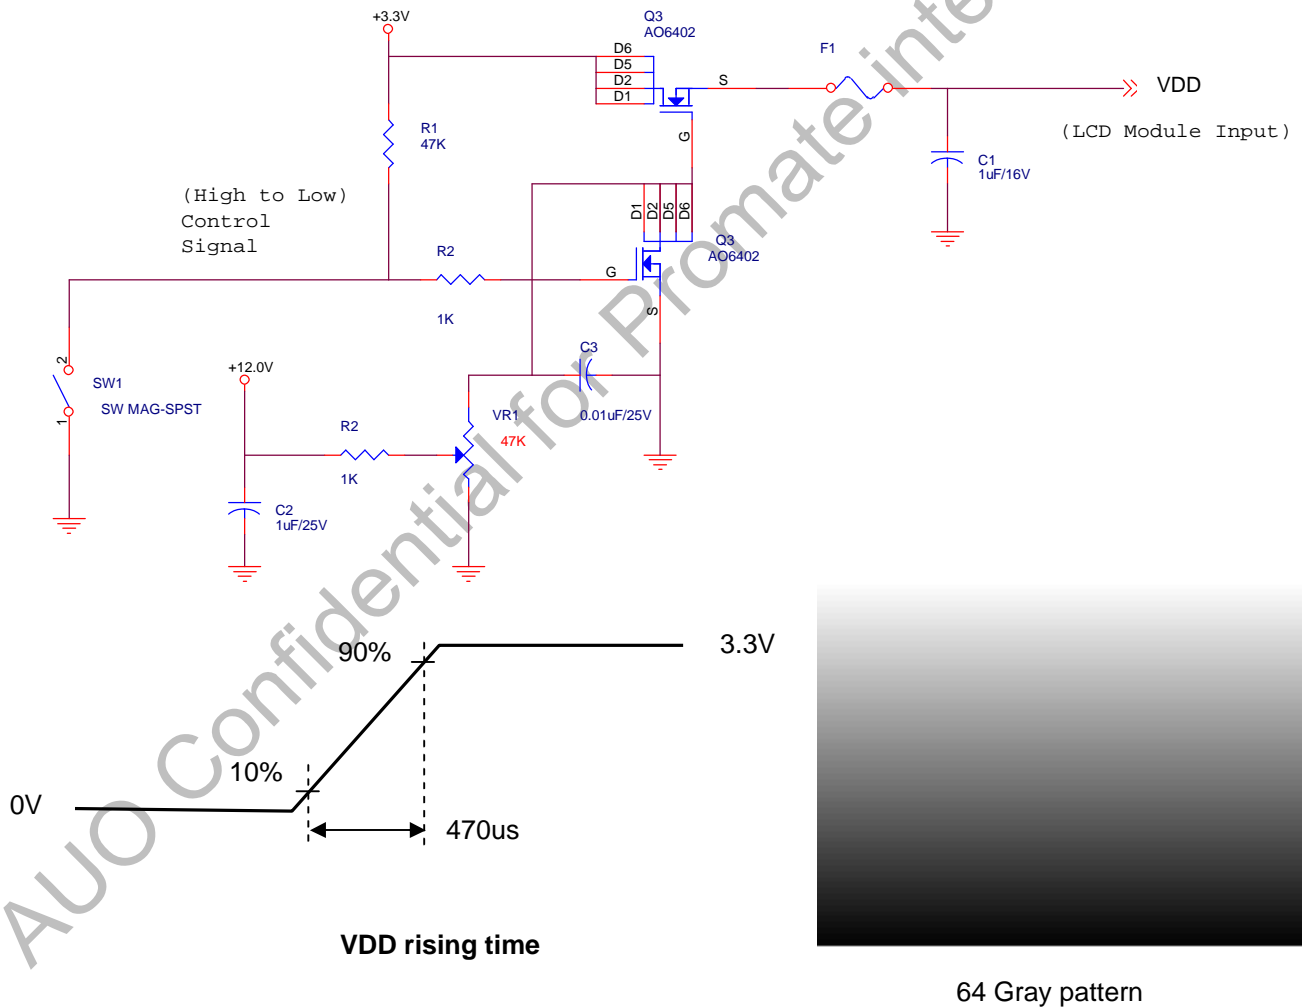 +3.3V
Q3
AO6402
D6
D5
D2
D1
S
G
F1
VDD
(LCD Module Input)
R1
47K
C1
1uF/16V
(High to Low)
Control
Signal
D1
D2
D5
D6
Q3
AO6402
R2
1K
G
S
2
1
SW1
SW MAG-SPST
+12.0V
C3
0.01uF/25V
VR1
47K
R2
1K
C2
1uF/25V
90%
3.3V
10%
0V
470us
VDD rising time
64 Gray pattern
AUO Confidential for Promate inte